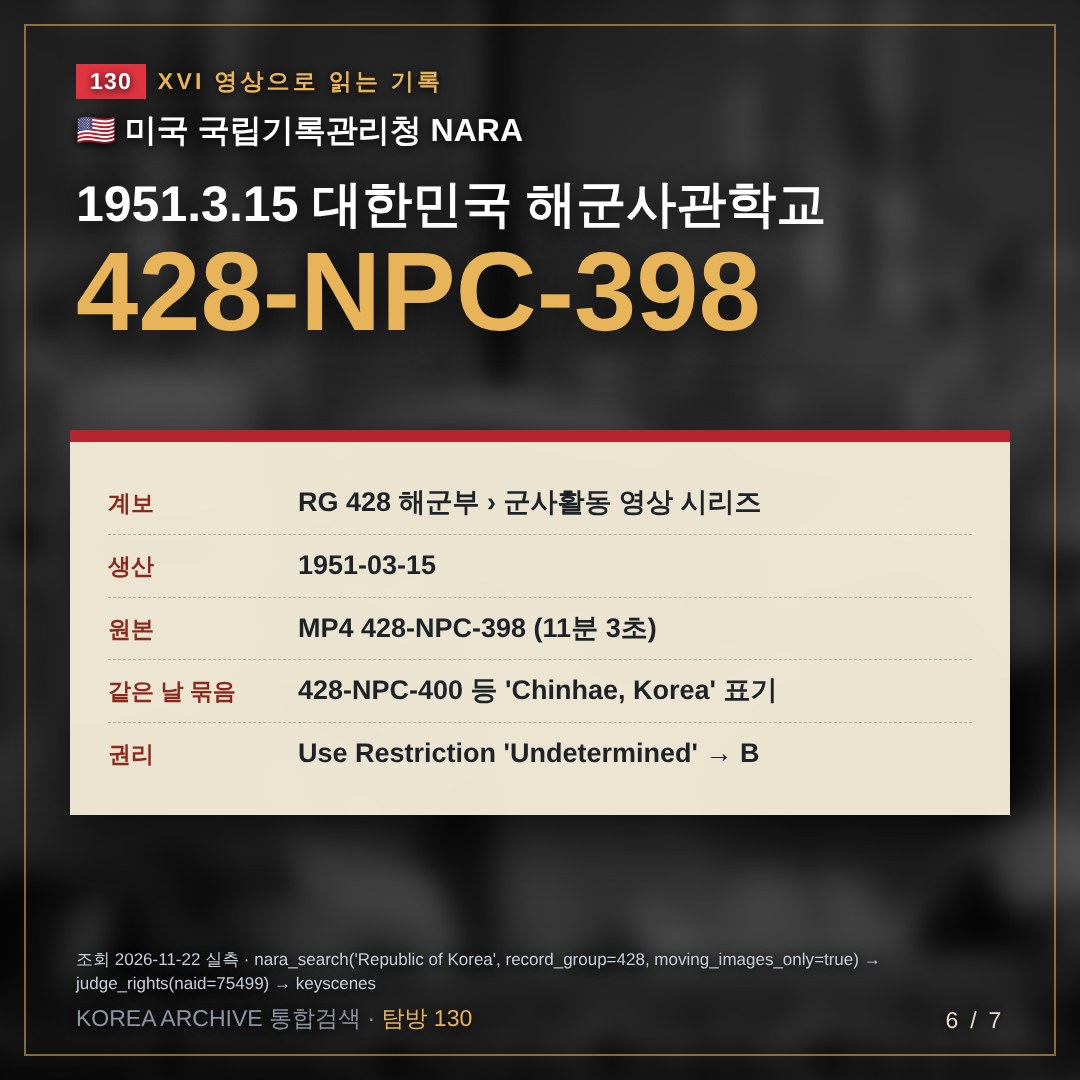 130 XVI 영상으로 읽는 기록
🇺🇸 미국 국립기록관리청 NARA
1951.3.15 대한민국 해군사관학교
428-NPC-398
계보 RG 428 해군부 › 군사활동 영상 시리즈
생산 1951-03-15
원본 MP4 428-NPC-398 (11분 3초)
같은 날 묶음 428-NPC-400 등 'Chinhae, Korea' 표기
권리 Use Restriction 'Undetermined' → B
조회 2026-11-22 실측 · nara_search('Republic of Korea', record_group=428, moving_images_only=true) →
judge_rights(naid=75499) → keyscenes
KOREA ARCHIVE 통합검색 · 탐방 130
6 / 7